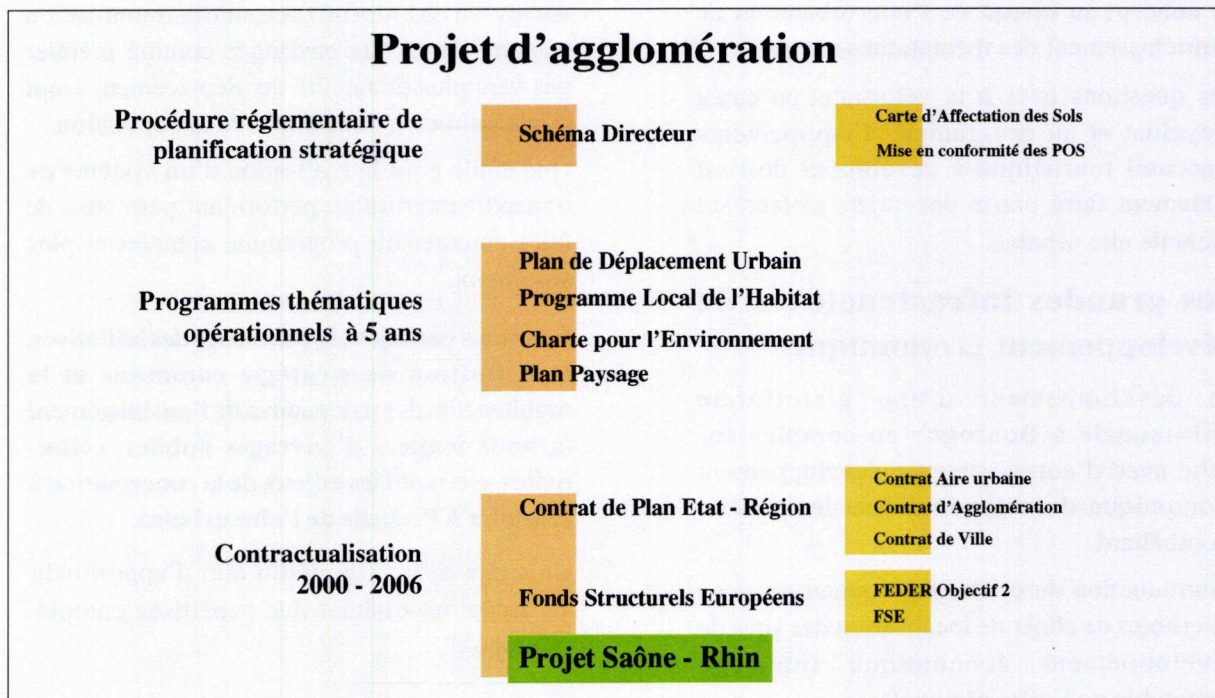 Projet d'agglomération
Procédure réglementaire de
planification stratégique
Schéma Directeur
Carte d'Affectation des Sols
Mise en conformité des POS
Programmes thématiques
opérationnels à 5 ans
Plan de Déplacement Urbain
Programme Local de l'Habitat
Charte pour l'Environnement
Plan Paysage
Contractualisation
2000 - 2006
Contrat de Plan Etat - Région
Contrat Aire urbaine
Contrat d'Agglomération
Contrat de Ville
Fonds Structurels Européens
FEDER Objectif 2
FSE
Projet Saône - Rhin